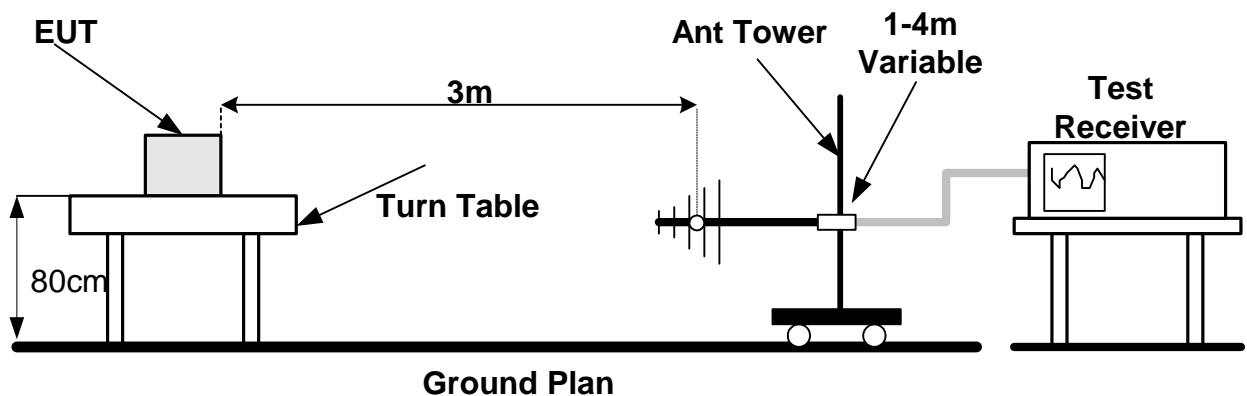 EUT
Ant Tower
1-4m
Variable
3m
Test
Receiver
Turn Table
80cm
Ground Plan